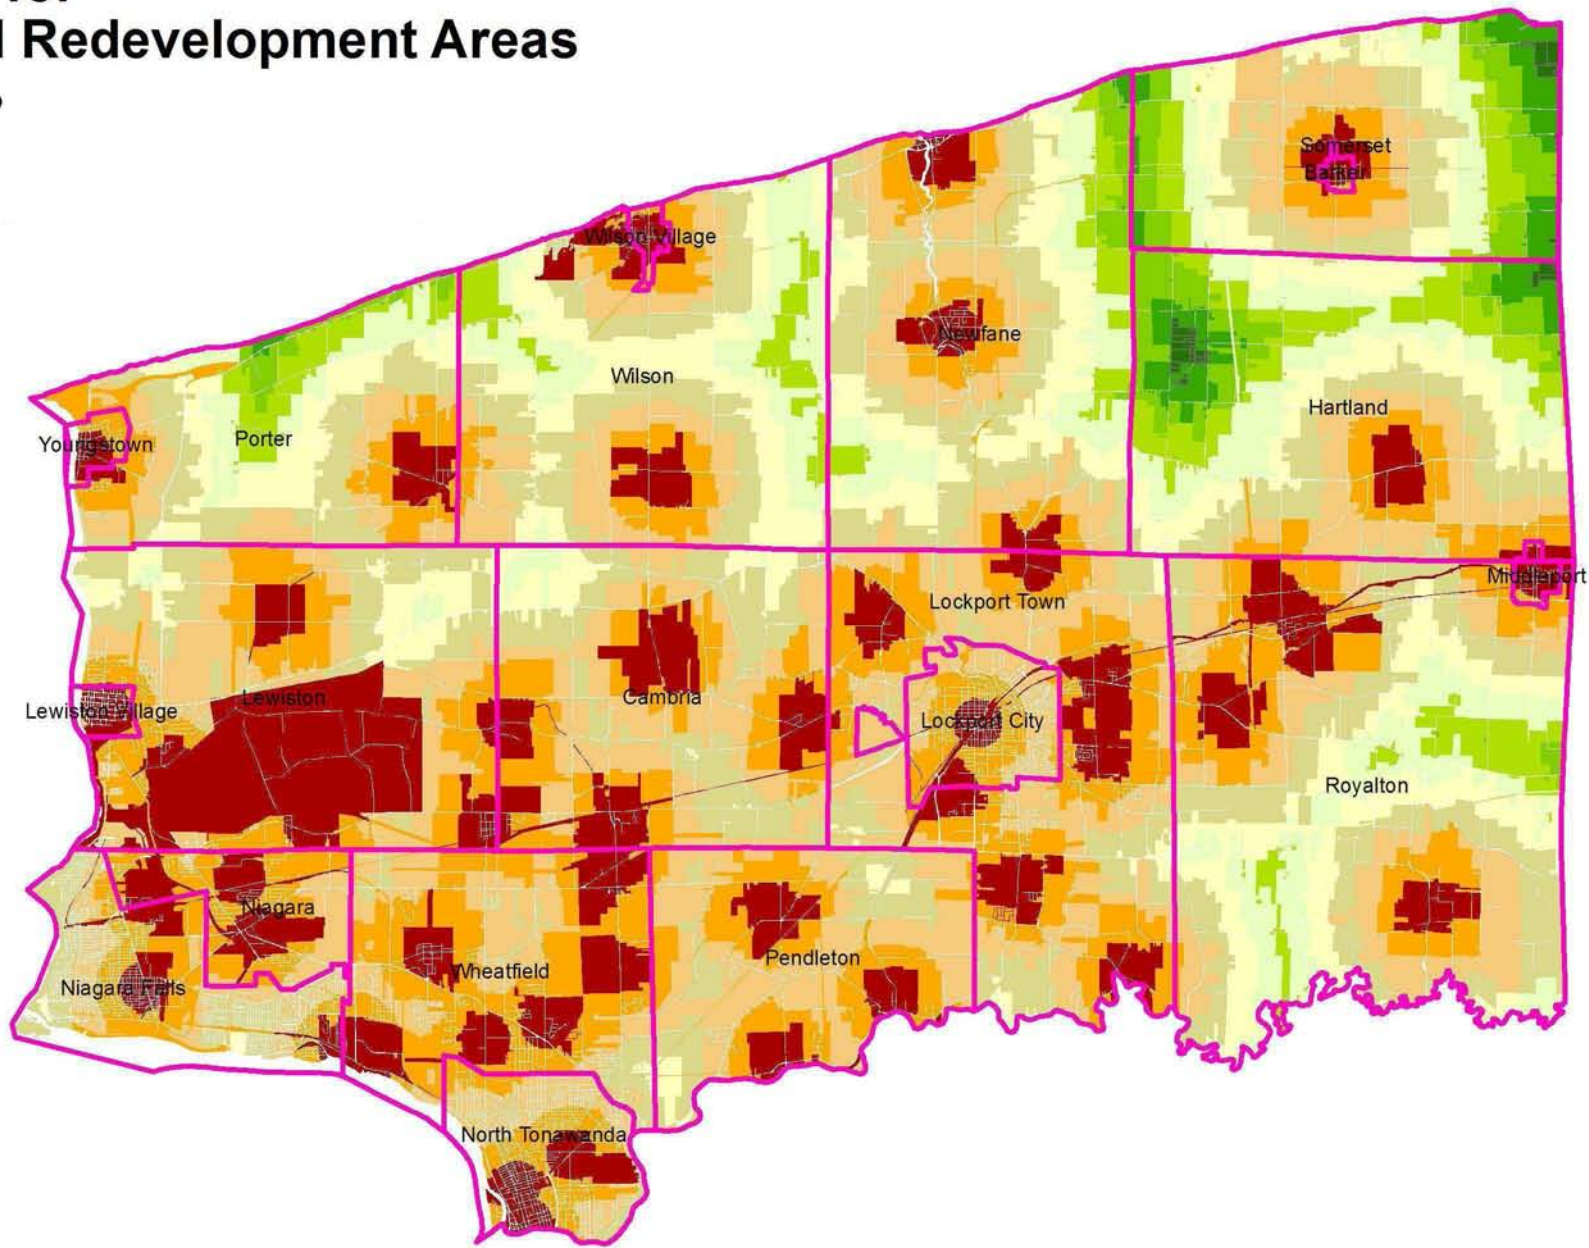 Redevelopment Areas
Somerset
Barker
Wilson Village
Newfane
Wilson
Hartland
Youngstown
Porter
Middleport
Lockport Town
Lewiston
Cambria
Lewiston Village
Lockport City
Royalton
Niagara
Pendleton
Wheatfield
Niagara Falls
North Tonawanda